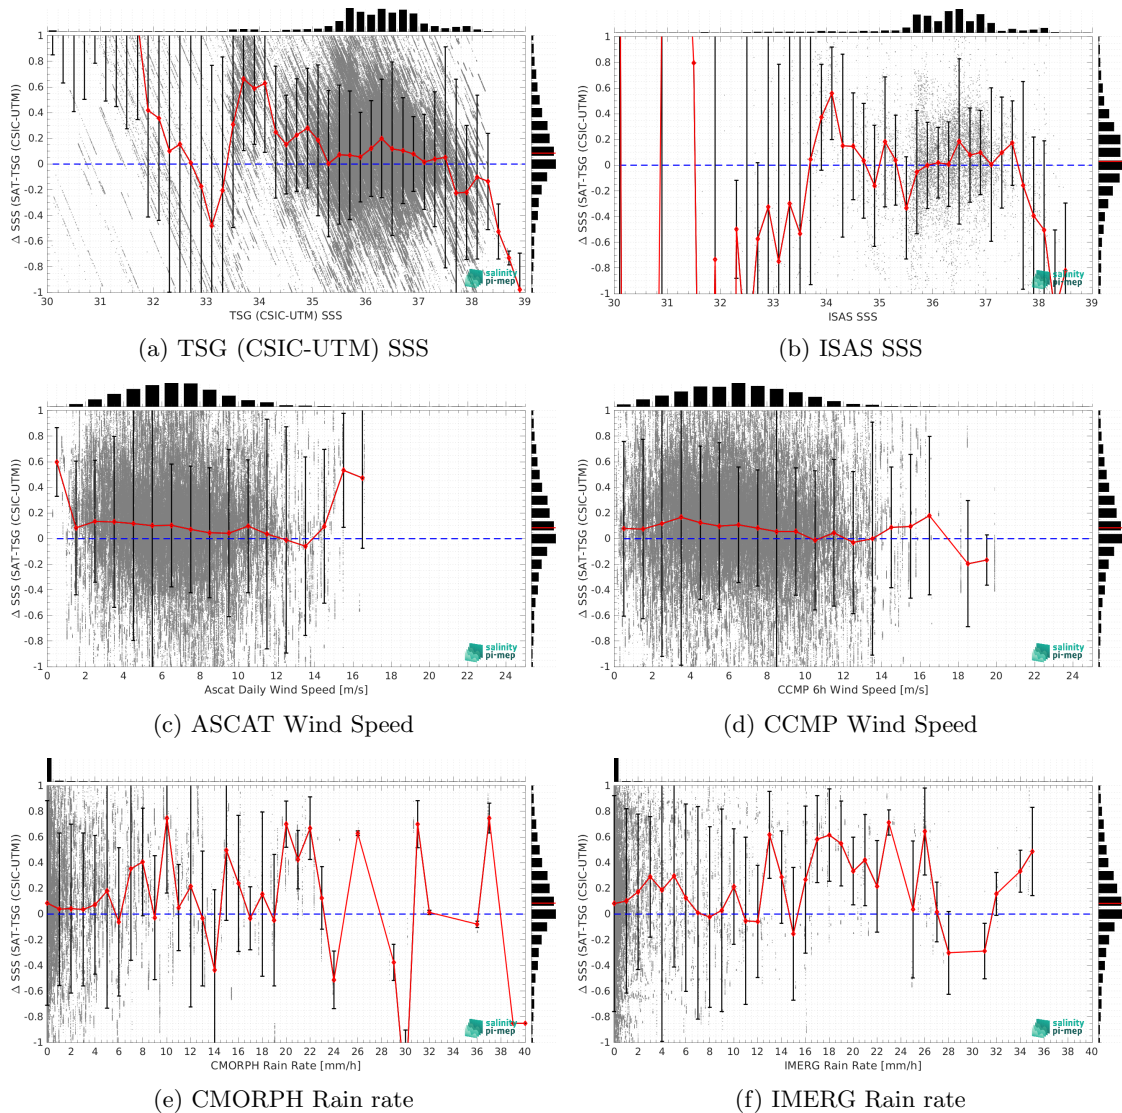 1
0.8
0.6
0.4
0.2
0
-0.2
-0.4
-0.6
-0.8
-1
Δ SSS (SAT-TSG (CSIC-UTM))
30 31 32 33 34 35 36 37 38 39
TSG (CSIC-UTM) SSS
salinity
pi-mep
(a) TSG (CSIC-UTM) SSS
1
0.8
0.6
0.4
0.2
0
-0.2
-0.4
-0.6
-0.8
-1
Δ SSS (SAT-TSG (CSIC-UTM))
30 31 32 33 34 35 36 37 38 39
ISAS SSS
salinity
pi-mep
(b) ISAS SSS
1
0.8
0.6
0.4
0.2
0
-0.2
-0.4
-0.6
-0.8
-1
Δ SSS (SAT-TSG (CSIC-UTM))
0 2 4 6 8 10 12 14 16 18 20 22 24
Ascat Daily Wind Speed [m/s]
salinity
pi-mep
(c) ASCAT Wind Speed
1
0.8
0.6
0.4
0.2
0
-0.2
-0.4
-0.6
-0.8
-1
Δ SSS (SAT-TSG (CSIC-UTM))
0 2 4 6 8 10 12 14 16 18 20 22 24
CCMP 6h Wind Speed [m/s]
salinity
pi-mep
(d) CCMP Wind Speed
1
0.8
0.6
0.4
0.2
0
-0.2
-0.4
-0.6
-0.8
-1
Δ SSS (SAT-TSG (CSIC-UTM))
0 2 4 6 8 10 12 14 16 18 20 22 24 26 28 30 32 34 36 38 40
CMORPH Rain Rate [mm/h]
salinity
pi-mep
(e) CMORPH Rain rate
1
0.8
0.6
0.4
0.2
0
-0.2
-0.4
-0.6
-0.8
-1
Δ SSS (SAT-TSG (CSIC-UTM))
0 2 4 6 8 10 12 14 16 18 20 22 24 26 28 30 32 34 36 38 40
IMERG Rain Rate [mm/h]
salinity
pi-mep
(f) IMERG Rain rate